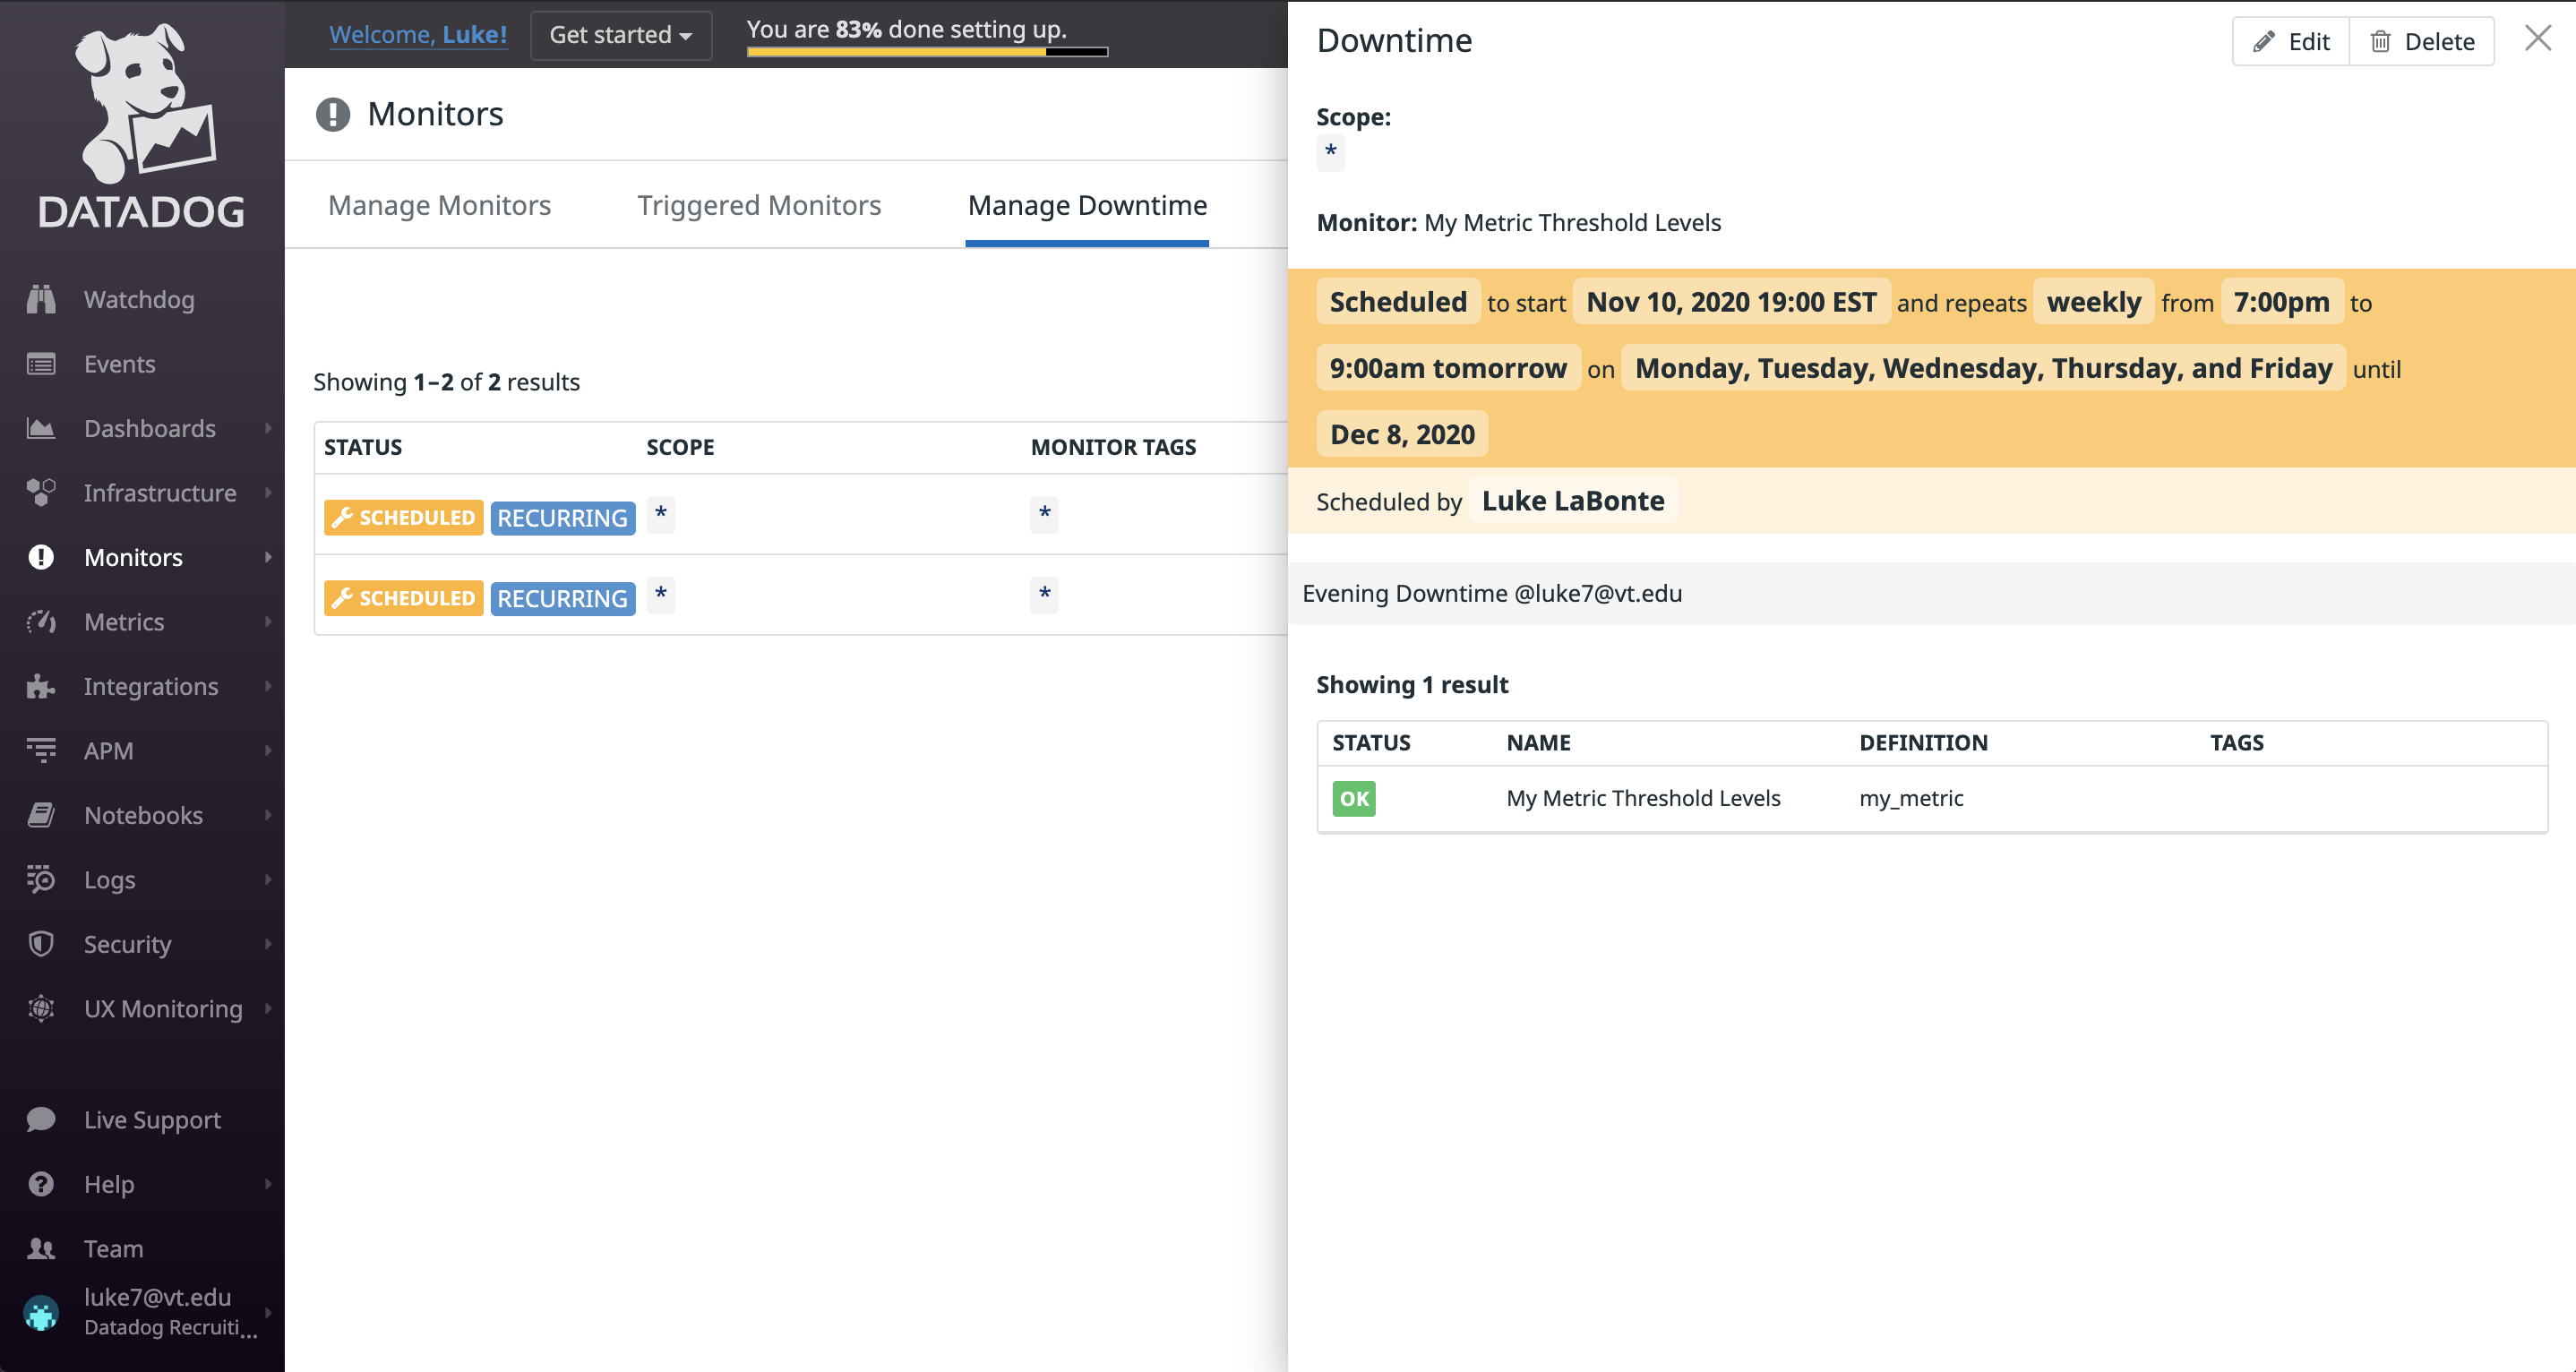 DATADOG
Watchdog
Events
Dashboards
Infrastructure
Monitors
Metrics
Integrations
APM
Notebooks
Logs
Security
UX Monitoring
Live Support
Help
Team
luke7@vt.edu
Datadog Recruiti...
Welcome, Luke!
Get started
You are 83% done setting up.
Monitors
Manage Monitors
Triggered Monitors
Manage Downtime
Showing 1–2 of 2 results
STATUS SCOPE MONITOR TAGS
SCHEDULED RECURRING * *
SCHEDULED RECURRING * *
Downtime
Edit
Delete
Scope:
*
Monitor: My Metric Threshold Levels
Scheduled to start Nov 10, 2020 19:00 EST and repeats weekly from 7:00pm to
9:00am tomorrow on Monday, Tuesday, Wednesday, Thursday, and Friday until
Dec 8, 2020
Scheduled by Luke LaBonte
Evening Downtime @luke7@vt.edu
Showing 1 result
STATUS NAME DEFINITION TAGS
OK My Metric Threshold Levels my_metric